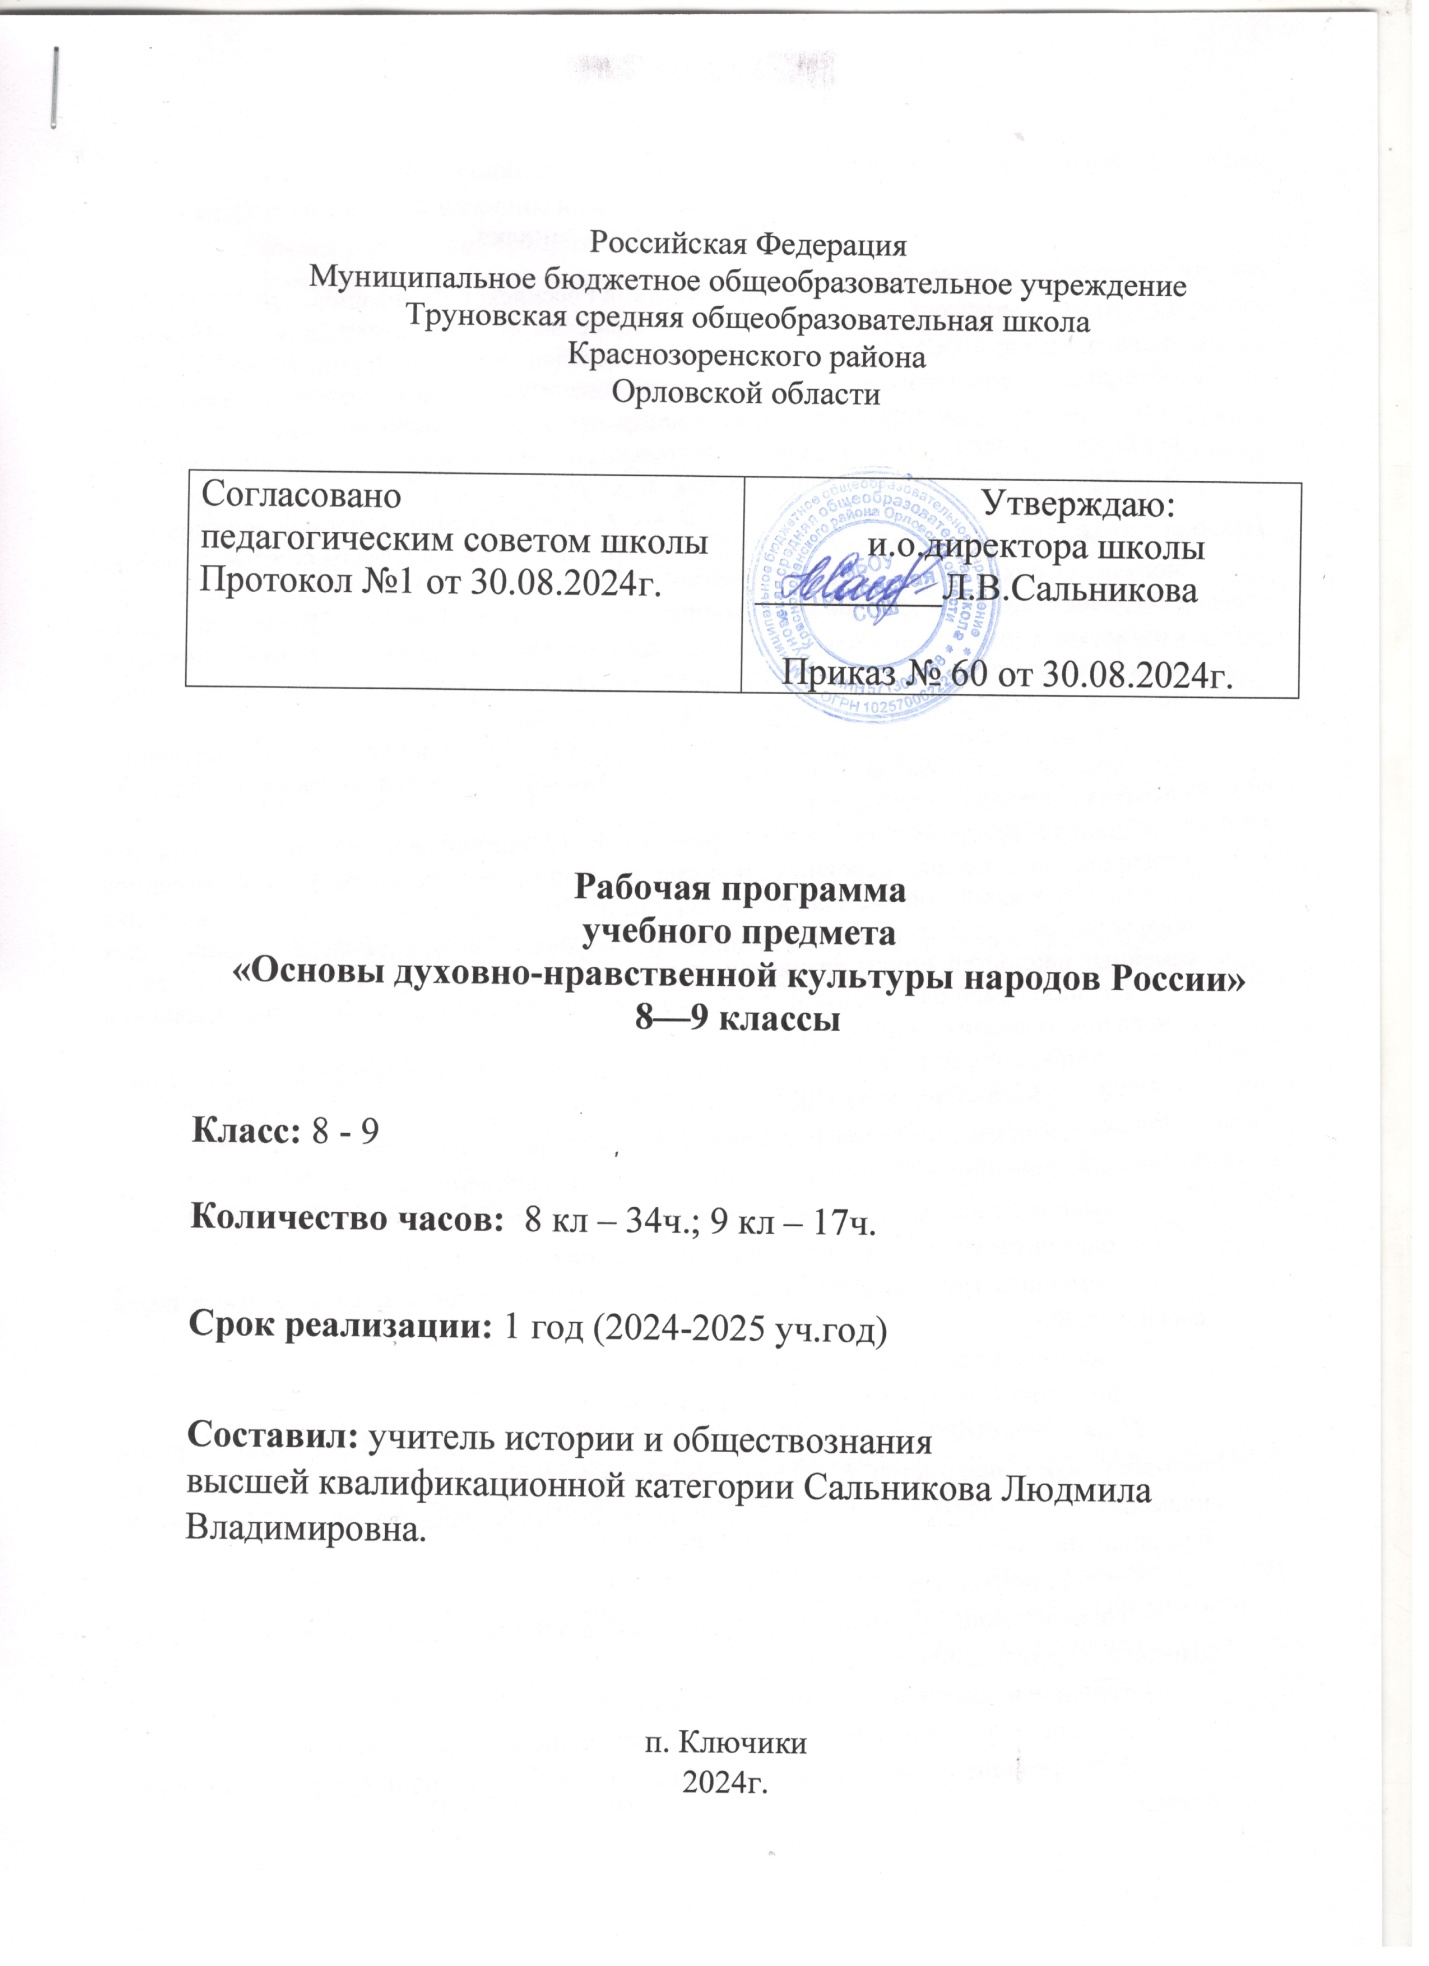 Российская Федерация
Муниципальное бюджетное общеобразовательное учреждение
Труновская средняя общеобразовательная школа
Краснозоренского района
Орловской области
Согласовано
педагогическим советом школы
Протокол №1 от 30.08.2024г.
Утверждаю:
и.о.директора школы
Л.В.Сальникова
Приказ № 60 от 30.08.2024г.
Рабочая программа
учебного предмета
«Основы духовно-нравственной культуры народов России»
8—9 классы
Класс: 8 - 9
Количество часов: 8 кл – 34ч.; 9 кл – 17ч.
Срок реализации: 1 год (2024-2025 уч.год)
Составил: учитель истории и обществознания
высшей квалификационной категории Сальникова Людмила
Владимировна.
п. Ключики
2024г.